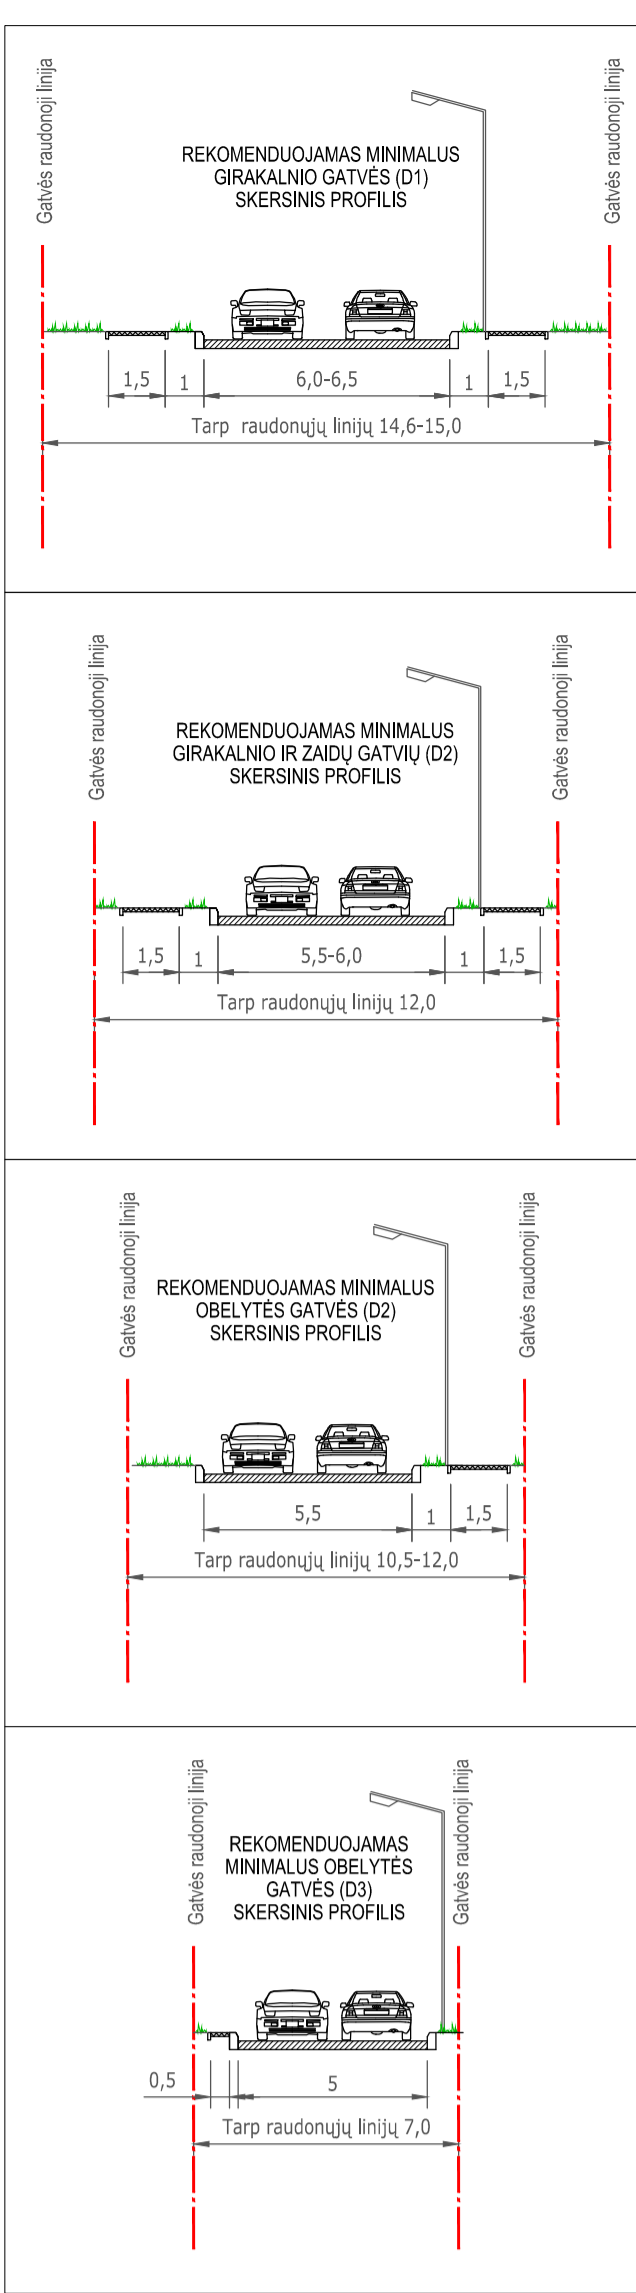 Gatvės raudonoji linija
Gatvės raudonoji linija
REKOMENDUOJAMAS MINIMALUS
GIRAKALNIO GATVĖS (D1)
SKERSINIS PROFILIS
1,5
1
6,0-6,5
1
1,5
Tarp raudonųjų linijų 14,6-15,0
Gatvės raudonoji linija
Gatvės raudonoji linija
REKOMENDUOJAMAS MINIMALUS
GIRAKALNIO IR ZAIDŲ GATVIŲ (D2)
SKERSINIS PROFILIS
1,5
1
5,5-6,0
1
1,5
Tarp raudonųjų linijų 12,0
Gatvės raudonoji linija
Gatvės raudonoji linija
REKOMENDUOJAMAS MINIMALUS
OBELYTĖS GATVĖS (D2)
SKERSINIS PROFILIS
5,5
1
1,5
Tarp raudonųjų linijų 10,5-12,0
Gatvės raudonoji linija
Gatvės raudonoji linija
REKOMENDUOJAMAS
MINIMALUS OBELYTĖS
GATVĖS (D3)
SKERSINIS PROFILIS
0,5
5
Tarp raudonųjų linijų 7,0